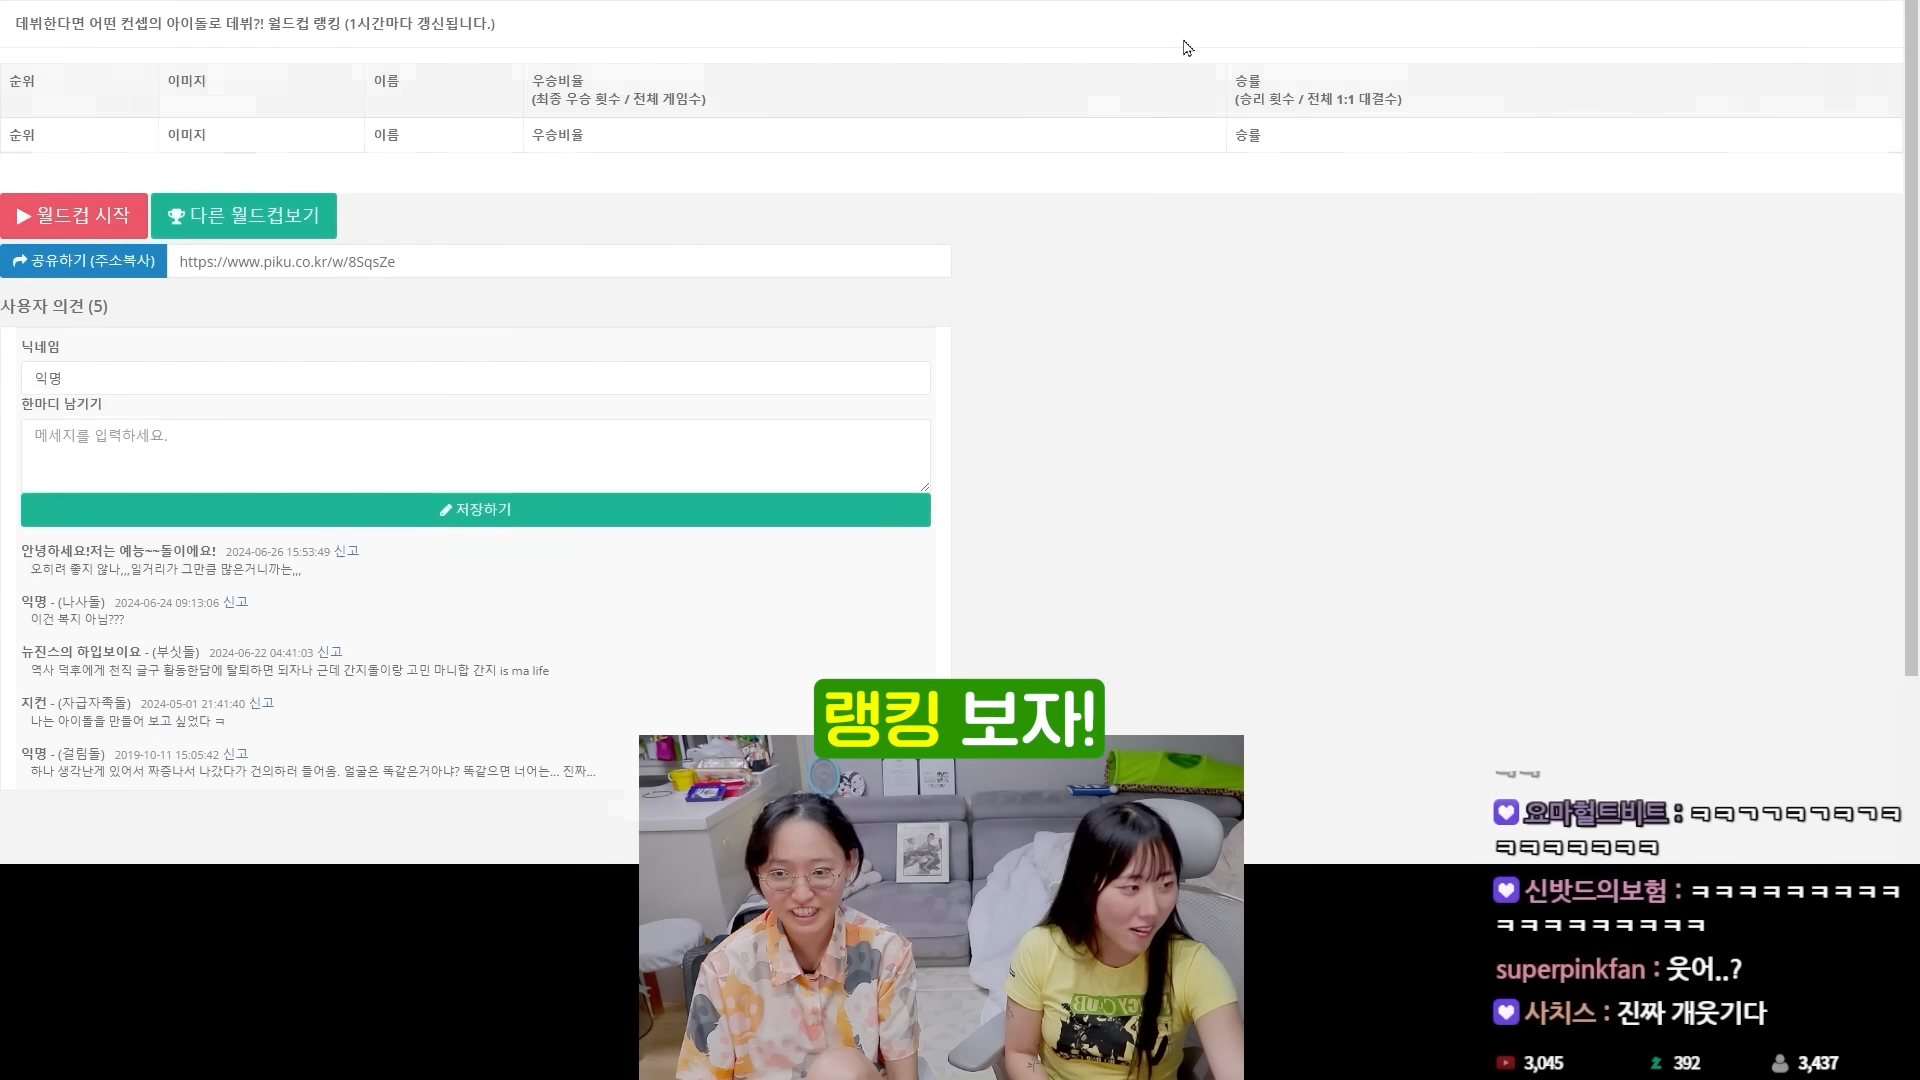 데뷔한다면 어떤 컨셉의 아이돌로 데뷔?! 월드컵 랭킹 (1시간마다 갱신됩니다.)
순위 이미지 이름 우승비율 승률
(최종 우승 횟수 / 전체 게임수) (승리 횟수 / 전체 1:1 대결수)
순위 이미지 이름 우승비율 승률
월드컵 시작 다른 월드컵보기
공유하기 (주소복사) https://www.piku.co.kr/w/8SqsZe
사용자 의견 (5)
닉네임
익명
한마디 남기기
메세지를 입력하세요.
저장하기
안녕하세요!저는 예능~~돌이에요! 2024-06-26 15:53:49 신고
오히려 좋지 않나,,,일거리가 그만큼 많은거니까는,,,
익명 - (나사돌) 2024-06-24 09:13:06 신고
이건 복지 아님???
뉴진스의 하입보이요 - (부싯돌) 2024-06-22 04:41:03 신고
역사 덕후에게 천직 글구 활동한담에 탈퇴하면 되자나 근데 간지돌이랑 고민 마니합 간지 is ma life
지컨 - (자급자족돌) 2024-05-01 21:41:40 신고
나는 아이돌을 만들어 보고 싶었다 ㅋ
익명 - (걸림돌) 2019-10-11 15:05:42 신고
하나 생각난게 있어서 짜증나서 나갔다가 건의하러 들어옴. 얼굴은 똑같은거야냐? 똑같으면 너어는... 진짜...
랭킹 보자!
요마헐트비트 : ㅋㅋㄱㄱㅋㄱㅋㄱㅋ
ㅋㅋㅋㅋㅋㅋㅋ
신밧드의보험 : ㅋㅋㅋㅋㅋㅋㅋㅋㅋ
ㅋㅋㅋㅋㅋㅋㅋㅋㅋ
superpinkfan : 웃어..?
사치스 : 진짜 개웃기다
3,045 392 3,437